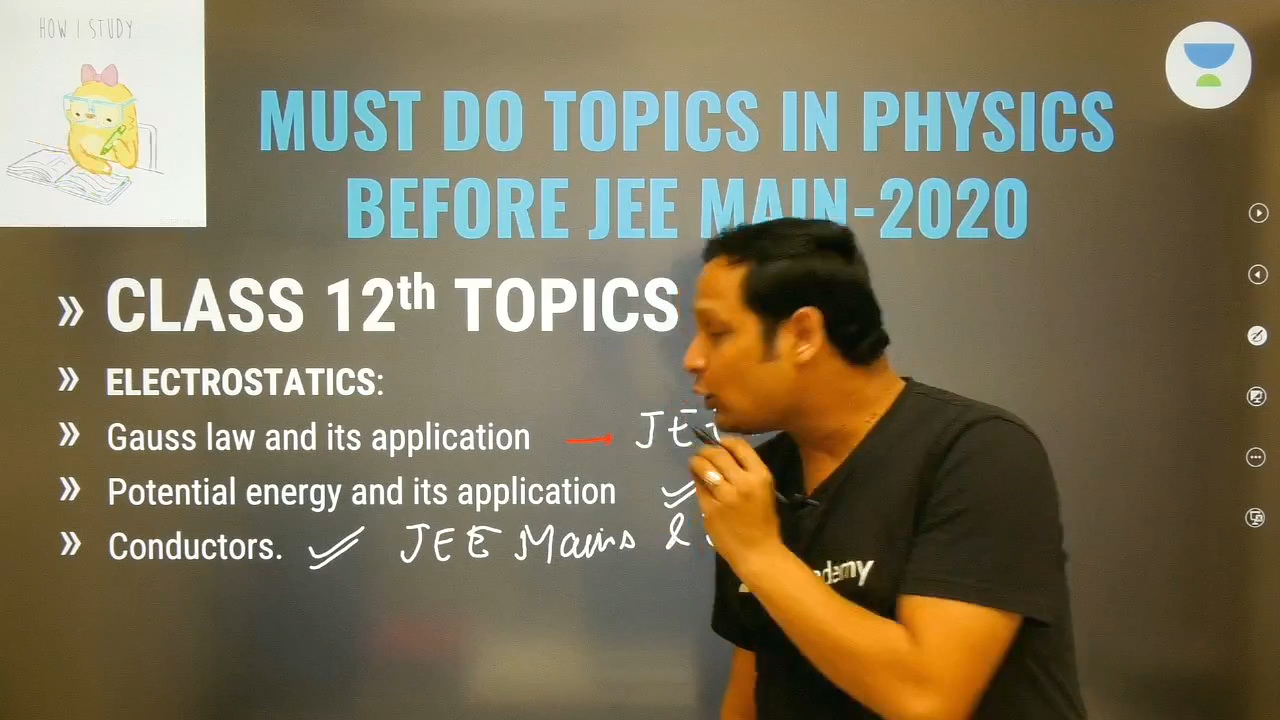 HOW I STUDY
MUST DO TOPICS IN PHYSICS
BEFORE JEE MAIN-2020
» CLASS 12th TOPICS
» ELECTROSTATICS:
» Gauss law and its application → JEE
» Potential energy and its application
» Conductors. JEE Mains &